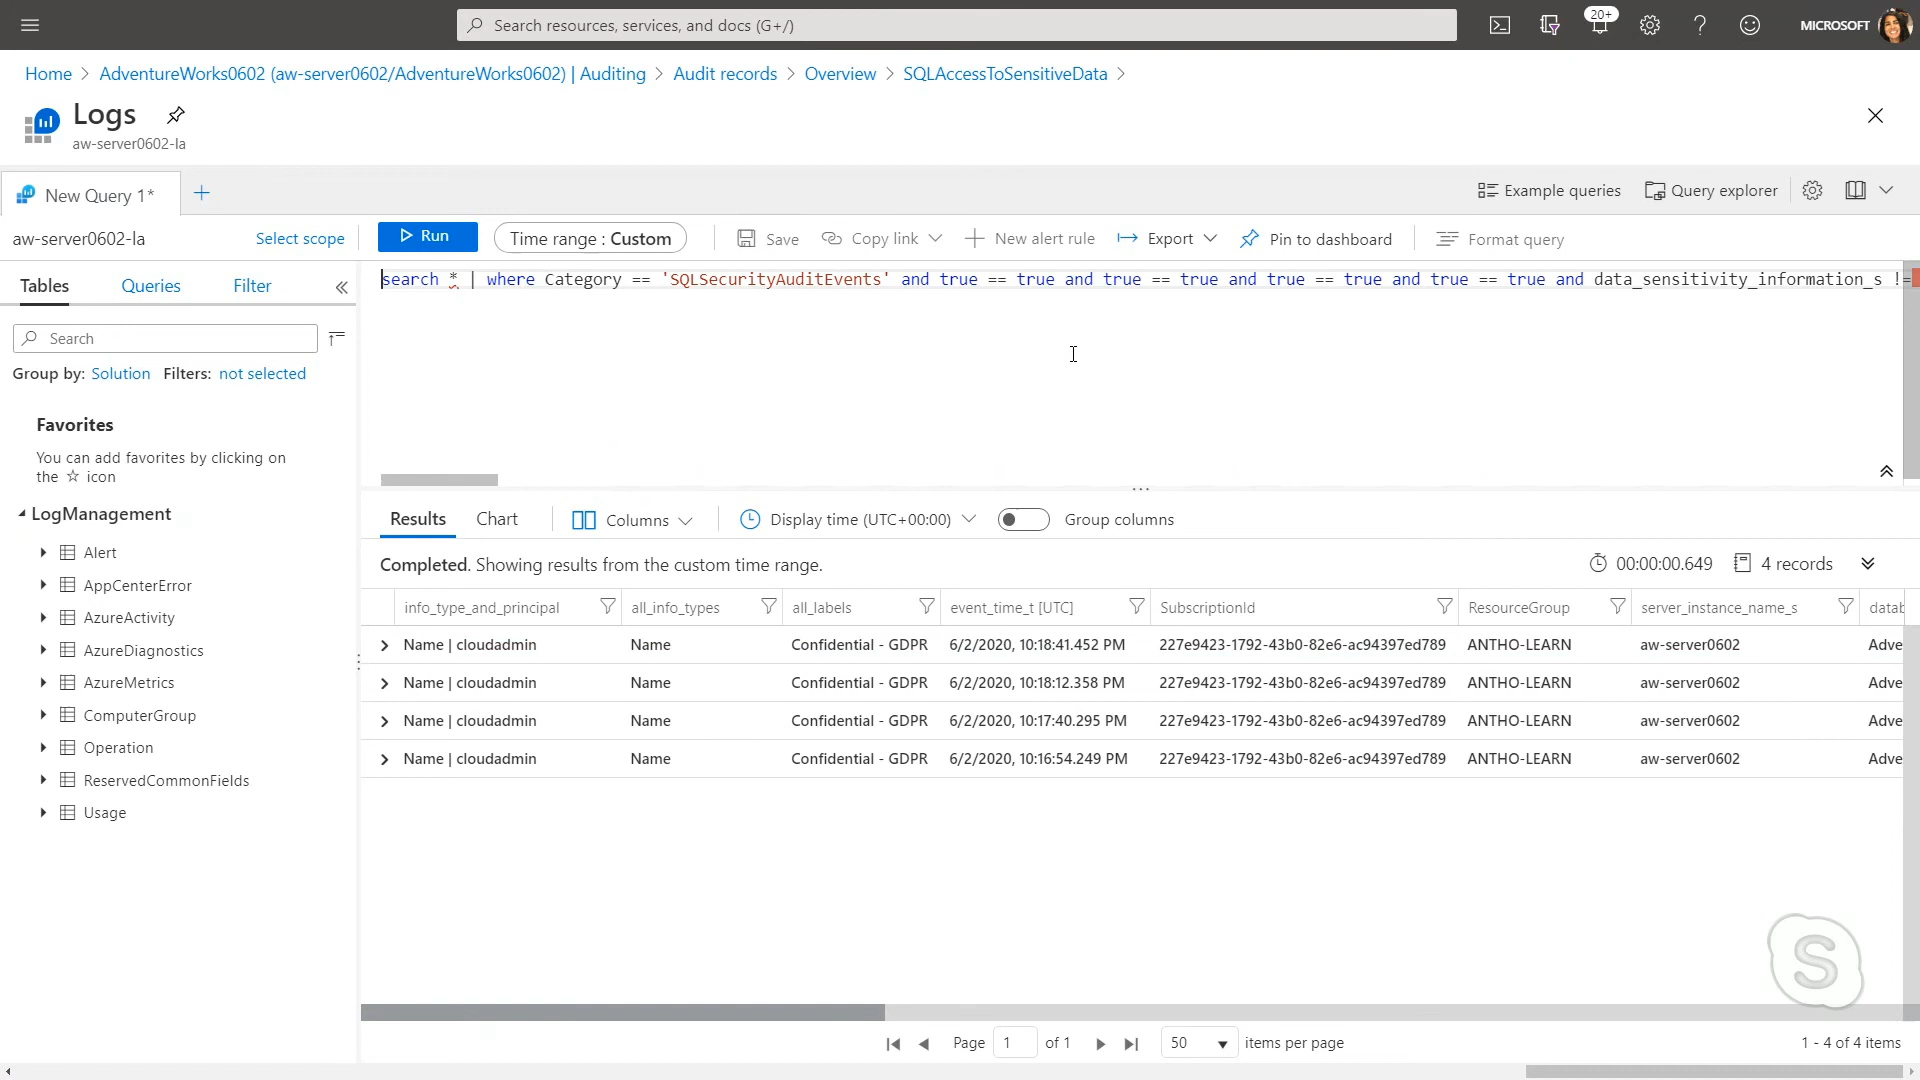 Search resources, services, and docs (G+/)
20+
MICROSOFT
Home > AdventureWorks0602 (aw-server0602/AdventureWorks0602) | Auditing > Audit records > Overview > SQLAccessToSensitiveData >
Logs
aw-server0602-la
New Query 1*
Example queries
Query explorer
aw-server0602-la
Select scope
Run
Time range : Custom
Save
Copy link
New alert rule
Export
Pin to dashboard
Format query
Tables
Queries
Filter
search * | where Category == 'SQLSecurityAuditEvents' and true == true and true == true and true == true and true == true and data_sensitivity_information_s !=
Search
Group by: Solution Filters: not selected
Favorites
You can add favorites by clicking on
the ☆ icon
LogManagement
Alert
AppCenterError
AzureActivity
AzureDiagnostics
AzureMetrics
ComputerGroup
Operation
ReservedCommonFields
Usage
Results
Chart
Columns
Display time (UTC+00:00)
Group columns
Completed. Showing results from the custom time range.
00:00:00.649
4 records
info_type_and_principal all_info_types all_labels event_time_t [UTC] SubscriptionId ResourceGroup server_instance_name_s datab
Name | cloudadmin Name Confidential - GDPR 6/2/2020, 10:18:41.452 PM 227e9423-1792-43b0-82e6-ac94397ed789 ANTHO-LEARN aw-server0602 Adve
Name | cloudadmin Name Confidential - GDPR 6/2/2020, 10:18:12.358 PM 227e9423-1792-43b0-82e6-ac94397ed789 ANTHO-LEARN aw-server0602 Adve
Name | cloudadmin Name Confidential - GDPR 6/2/2020, 10:17:40.295 PM 227e9423-1792-43b0-82e6-ac94397ed789 ANTHO-LEARN aw-server0602 Adve
Name | cloudadmin Name Confidential - GDPR 6/2/2020, 10:16:54.249 PM 227e9423-1792-43b0-82e6-ac94397ed789 ANTHO-LEARN aw-server0602 Adve
S
Page 1 of 1
50 items per page
1 - 4 of 4 items